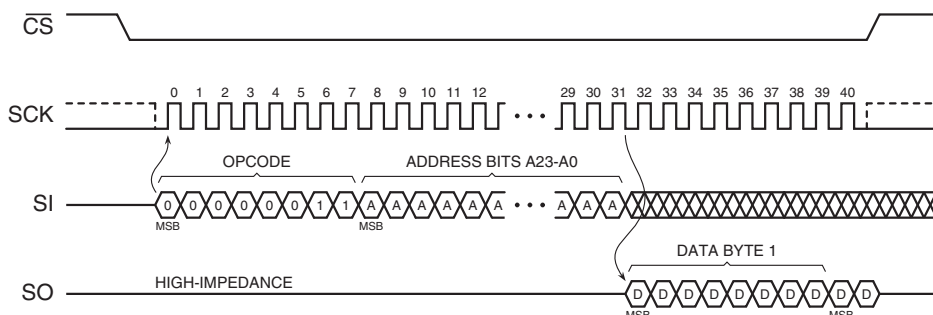 CS
0 1 2 3 4 5 6 7 8 9 10 11 12 29 30 31 32 33 34 35 36 37 38 39 40
SCK
OPCODE ADDRESS BITS A23-A0
SI 0 0 0 0 0 0 1 1 A A A A A A A A A
MSB MSB
DATA BYTE 1
HIGH-IMPEDANCE
SO D D D D D D D D D D
MSB MSB